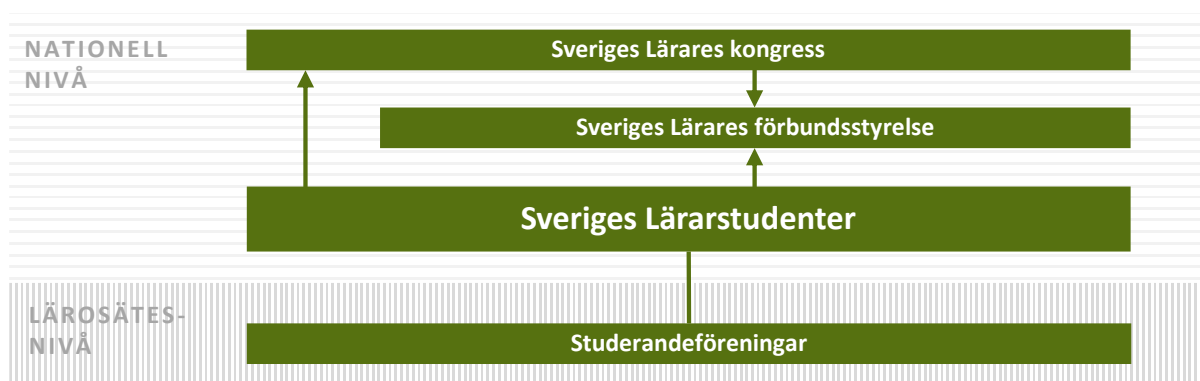 NATIONELL
NIVÅ
Sveriges Lärares kongress
Sveriges Lärares förbundsstyrelse
Sveriges Lärarstudenter
LÄROSÄTES-
NIVÅ
Studerandeföreningar